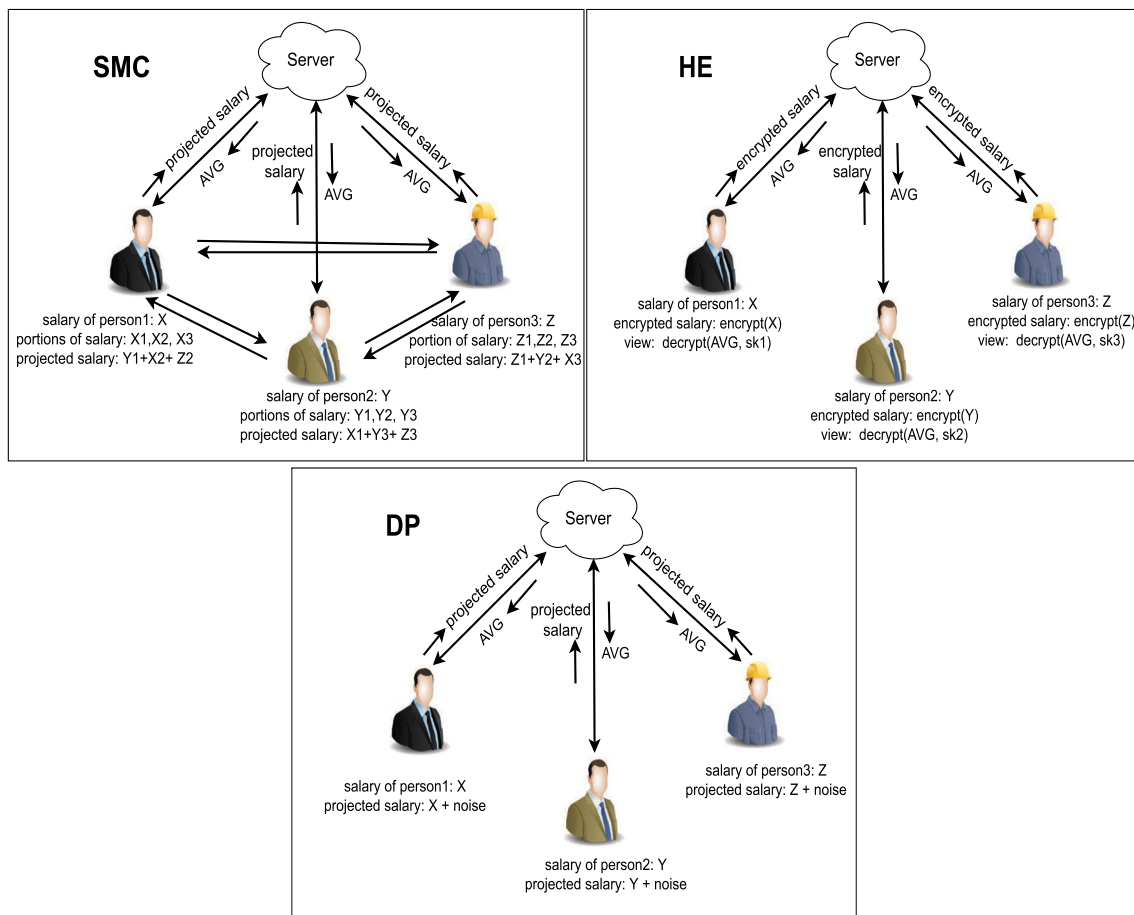 SMC
Server
projected salary
AVG
projected
salary
AVG
projected salary
AVG
salary of person1: X
portions of salary: X1,X2, X3
projected salary: Y1+X2+ Z2
salary of person3: Z
portion of salary: Z1,Z2, Z3
projected salary: Z1+Y2+ X3
salary of person2: Y
portions of salary: Y1,Y2, Y3
projected salary: X1+Y3+ Z3
HE
Server
encrypted salary
AVG
encrypted
salary
AVG
encrypted salary
AVG
salary of person1: X
encrypted salary: encrypt(X)
view: decrypt(AVG, sk1)
salary of person3: Z
encrypted salary: encrypt(Z)
view: decrypt(AVG, sk3)
salary of person2: Y
encrypted salary: encrypt(Y)
view: decrypt(AVG, sk2)
DP
Server
projected salary
AVG
projected
salary
AVG
projected salary
AVG
salary of person1: X
projected salary: X + noise
salary of person3: Z
projected salary: Z + noise
salary of person2: Y
projected salary: Y + noise